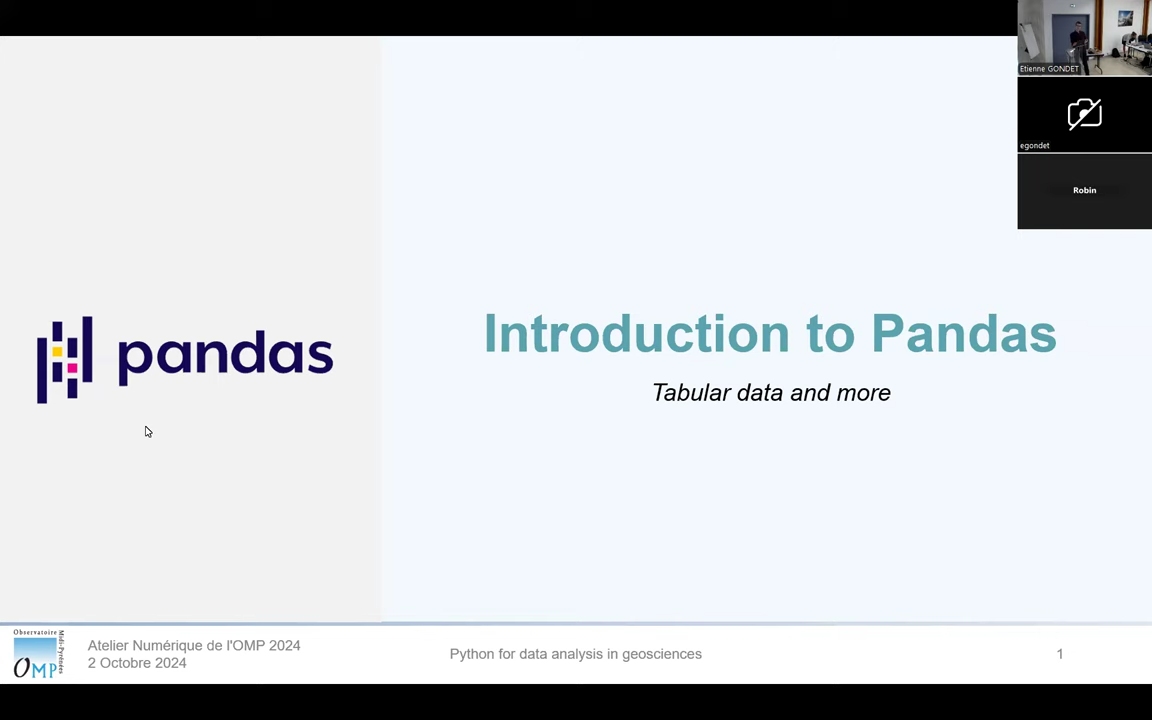 Etienne GONDET
egondet
Robin
pandas
Introduction to Pandas
Tabular data and more
Observatoire
Midi-Pyrénées
OMP
Atelier Numérique de l'OMP 2024
2 Octobre 2024
Python for data analysis in geosciences
1